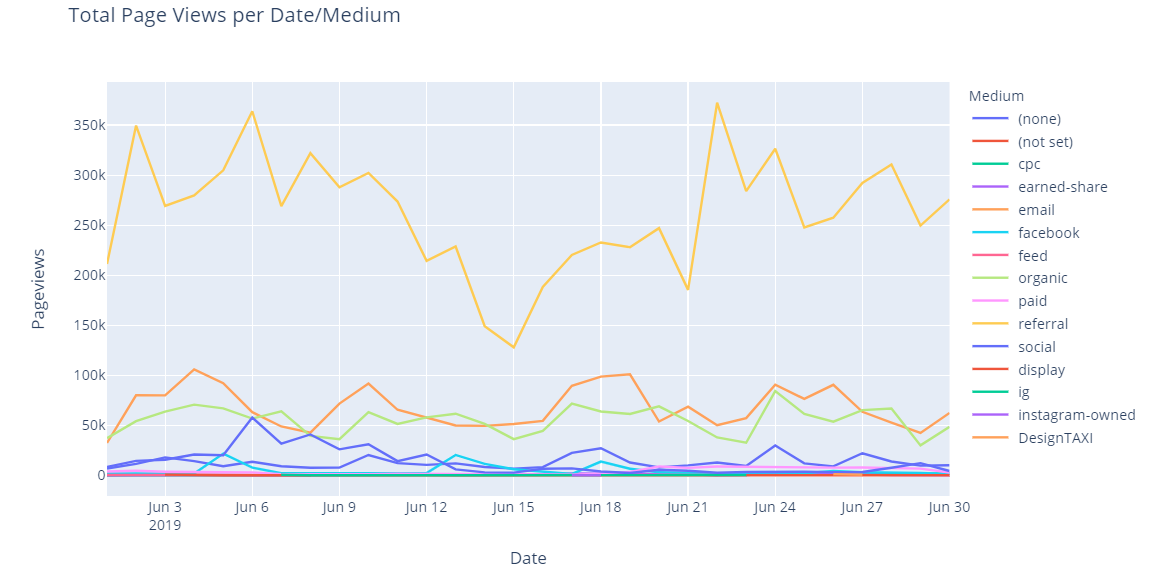 Total Page Views per Date/Medium
Pageviews
350k
300k
250k
200k
150k
100k
50k
0
Jun 3
2019
Jun 6
Jun 9
Jun 12
Jun 15
Jun 18
Jun 21
Jun 24
Jun 27
Jun 30
Date
Medium
(none)
(not set)
cpc
earned-share
email
facebook
feed
organic
paid
referral
social
display
ig
instagram-owned
DesignTAXI